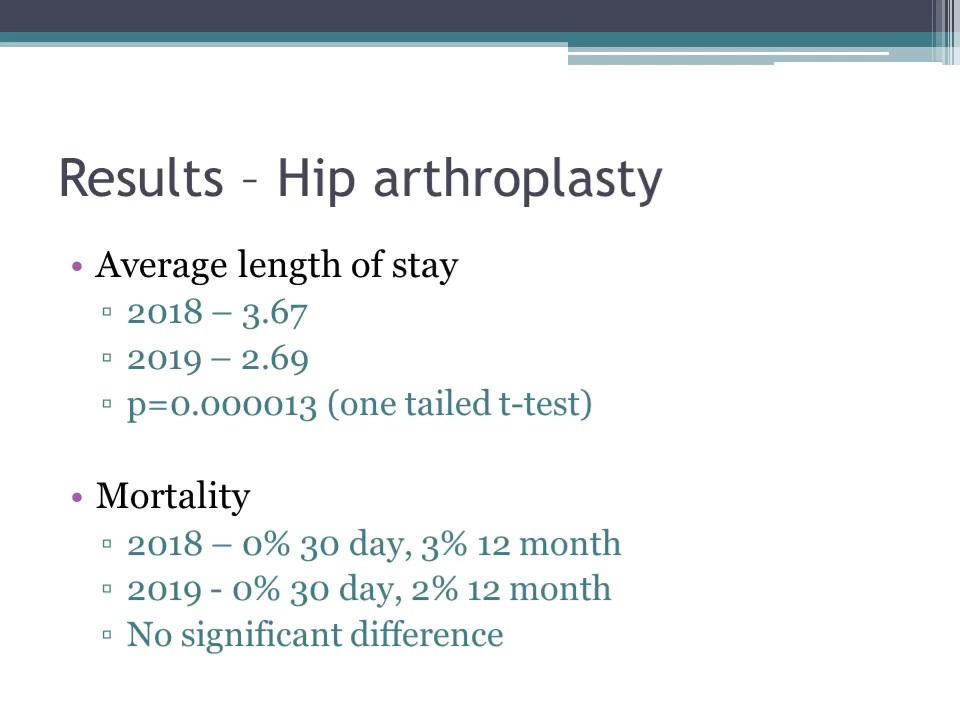 Results – Hip arthroplasty
• Average length of stay
▫ 2018 – 3.67
▫ 2019 – 2.69
▫ p=0.000013 (one tailed t-test)
• Mortality
▫ 2018 – 0% 30 day, 3% 12 month
▫ 2019 - 0% 30 day, 2% 12 month
▫ No significant difference